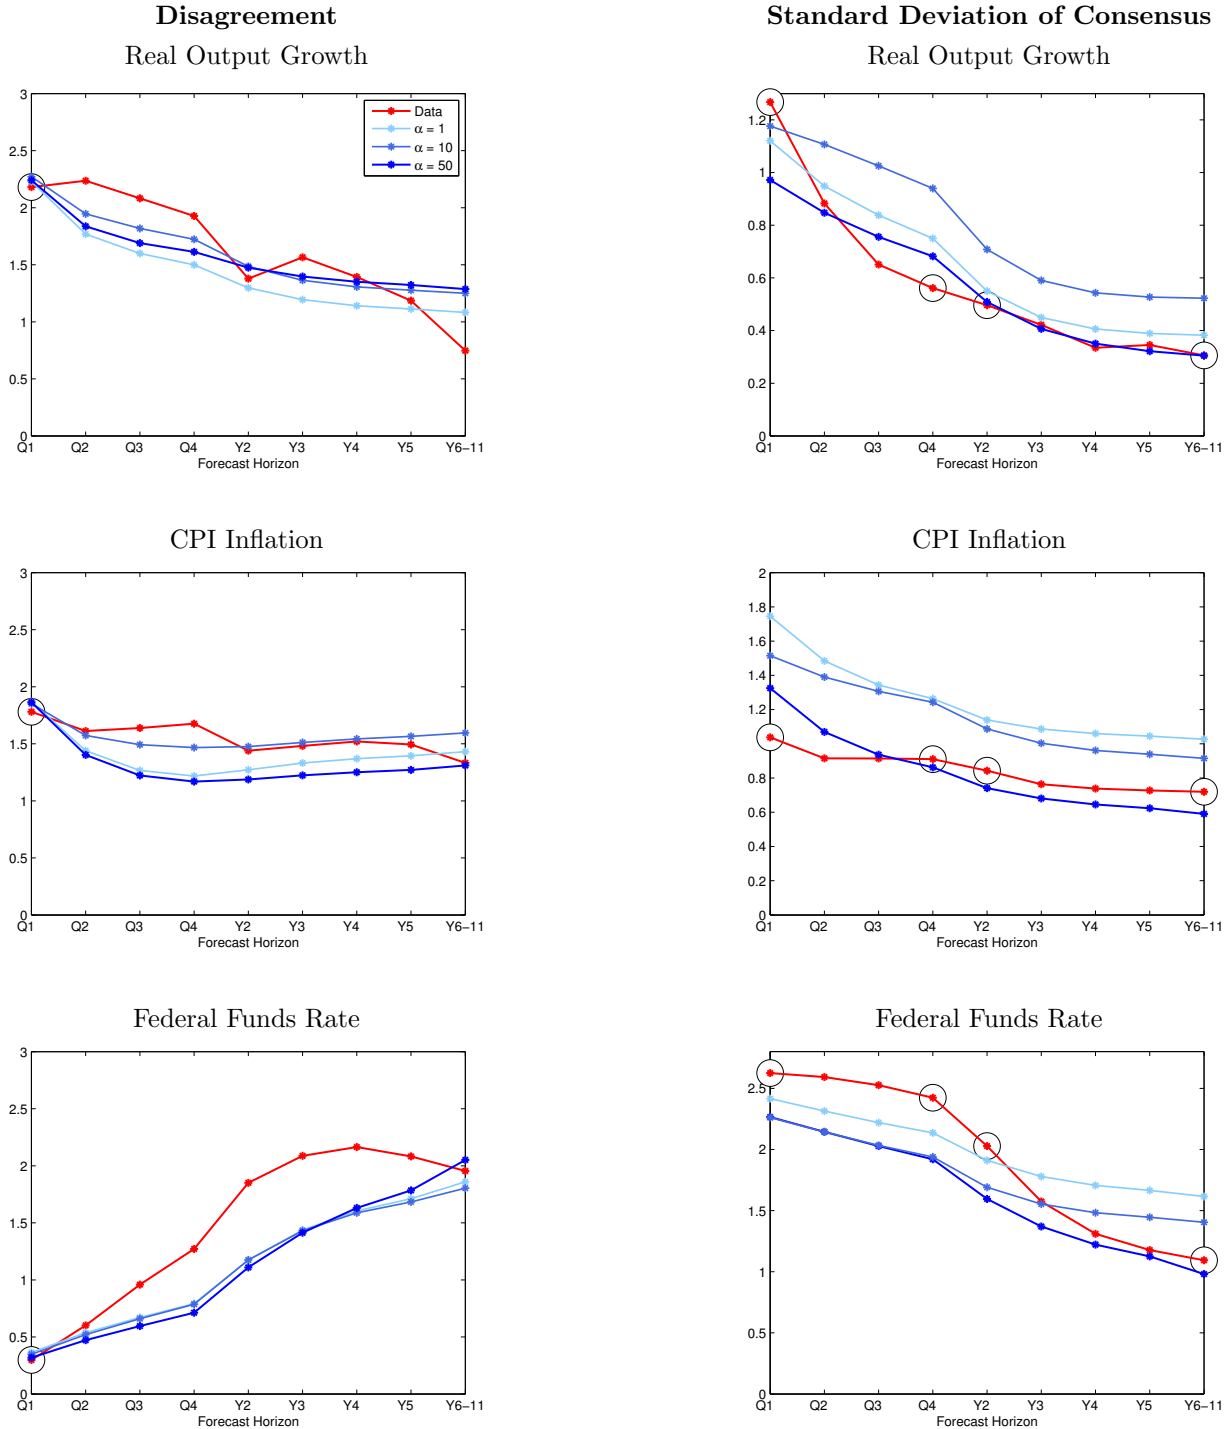 Disagreement
Standard Deviation of Consensus
Real Output Growth
Real Output Growth
3
2.5
2
1.5
1
0.5
0
Data
α = 1
α = 10
α = 50
Q1 Q2 Q3 Q4 Y2 Y3 Y4 Y5 Y6−11
Forecast Horizon
1.2
1
0.8
0.6
0.4
0.2
0
Q1 Q2 Q3 Q4 Y2 Y3 Y4 Y5 Y6−11
Forecast Horizon
CPI Inflation
CPI Inflation
3
2.5
2
1.5
1
0.5
0
Q1 Q2 Q3 Q4 Y2 Y3 Y4 Y5 Y6−11
Forecast Horizon
2
1.8
1.6
1.4
1.2
1
0.8
0.6
0.4
0.2
0
Q1 Q2 Q3 Q4 Y2 Y3 Y4 Y5 Y6−11
Forecast Horizon
Federal Funds Rate
Federal Funds Rate
3
2.5
2
1.5
1
0.5
0
Q1 Q2 Q3 Q4 Y2 Y3 Y4 Y5 Y6−11
Forecast Horizon
2.5
2
1.5
1
0.5
0
Q1 Q2 Q3 Q4 Y2 Y3 Y4 Y5 Y6−11
Forecast Horizon